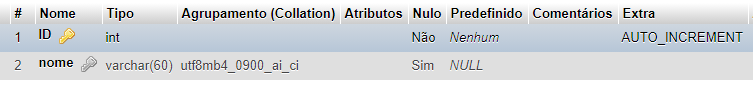 # Nome Tipo Agrupamento (Collation) Atributos Nulo Predefinido Comentários Extra
1 ID int Não Nenhum AUTO_INCREMENT
2 nome varchar(60) utf8mb4_0900_ai_ci Sim NULL